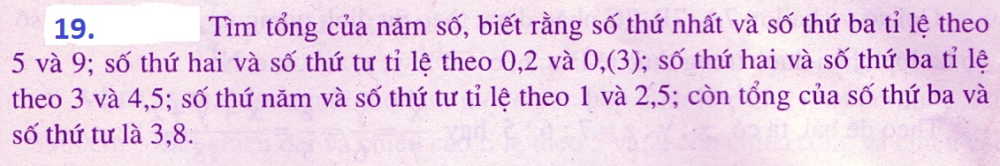 19. Tìm tổng của năm số, biết rằng số thứ nhất và số thứ ba tỉ lệ theo
5 và 9; số thứ hai và số thứ tư tỉ lệ theo 0,2 và 0,(3); số thứ hai và số thứ ba tỉ lệ
theo 3 và 4,5; số thứ năm và số thứ tư tỉ lệ theo 1 và 2,5; còn tổng của số thứ ba và
số thứ tư là 3,8.